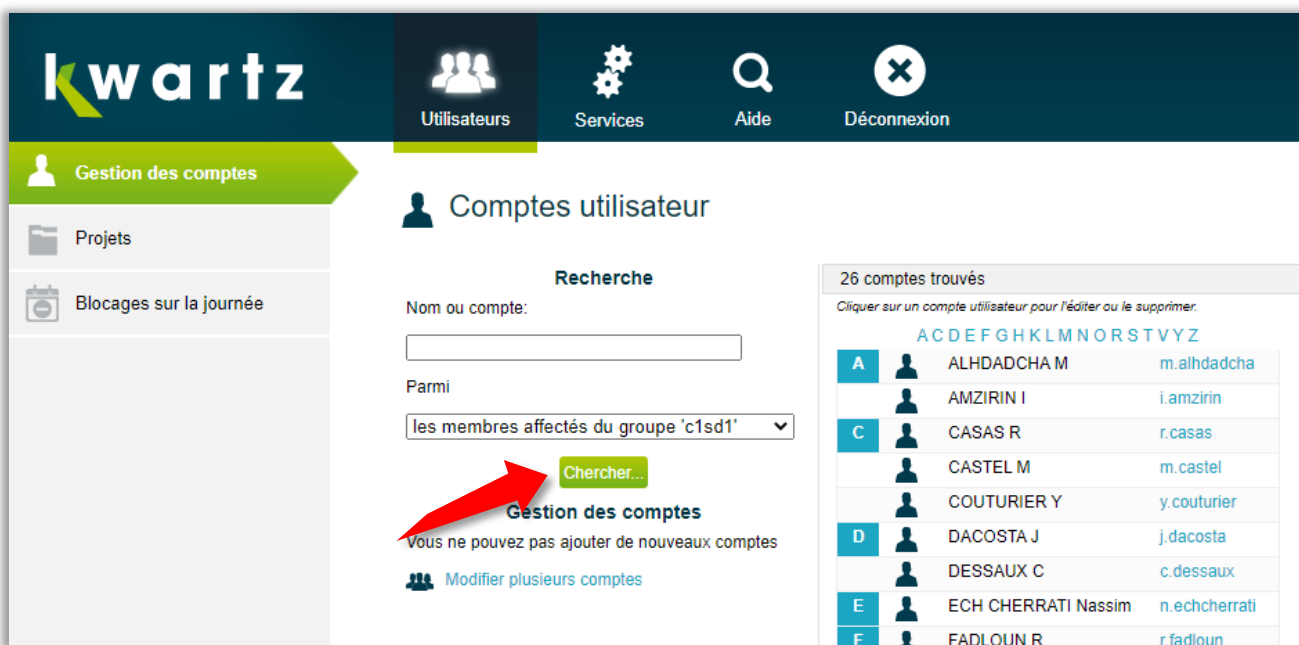 kwartz
Utilisateurs
Services
Aide
Déconnexion
Gestion des comptes
Projets
Blocages sur la journée
Comptes utilisateur
Recherche
Nom ou compte:
Parmi
les membres affectés du groupe 'c1sd1'
Chercher...
Gestion des comptes
Vous ne pouvez pas ajouter de nouveaux comptes
Modifier plusieurs comptes
26 comptes trouvés
Cliquer sur un compte utilisateur pour l'éditer ou le supprimer.
A C D E F G H K L M N O R S T V Y Z
A ALHDADCHA M m.alhdadcha
AMZIRIN I i.amzirin
C CASAS R r.casas
CASTEL M m.castel
COUTURIER Y y.couturier
D DACOSTA J j.dacosta
DESSAUX C c.dessaux
E ECH CHERRATI Nassim n.echcherrati
F FADLOUN R r.fadloun